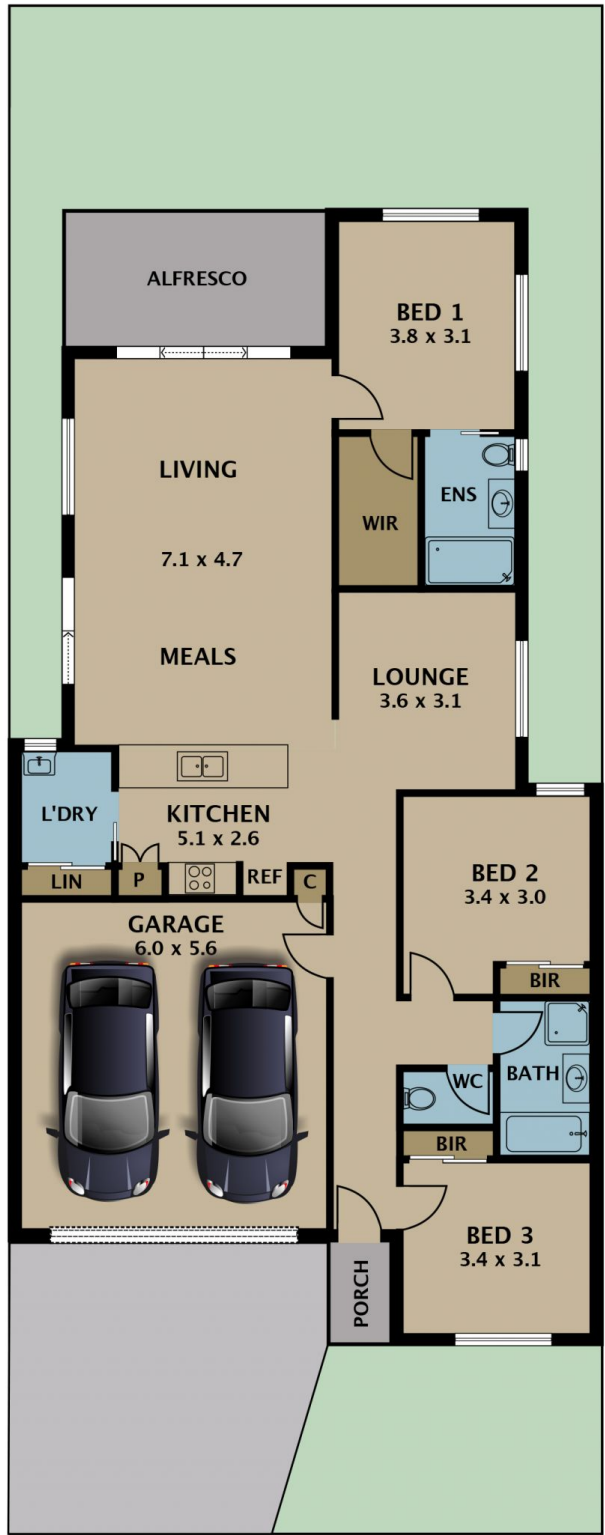 ALFRESCO
BED 1
3.8 x 3.1
LIVING
7.1 x 4.7
MEALS
WIR
ENS
LOUNGE
3.6 x 3.1
L'DRY
KITCHEN
5.1 x 2.6
LIN
P
REF
C
BED 2
3.4 x 3.0
BIR
GARAGE
6.0 x 5.6
WC
BATH
BIR
BED 3
3.4 x 3.1
PORCH